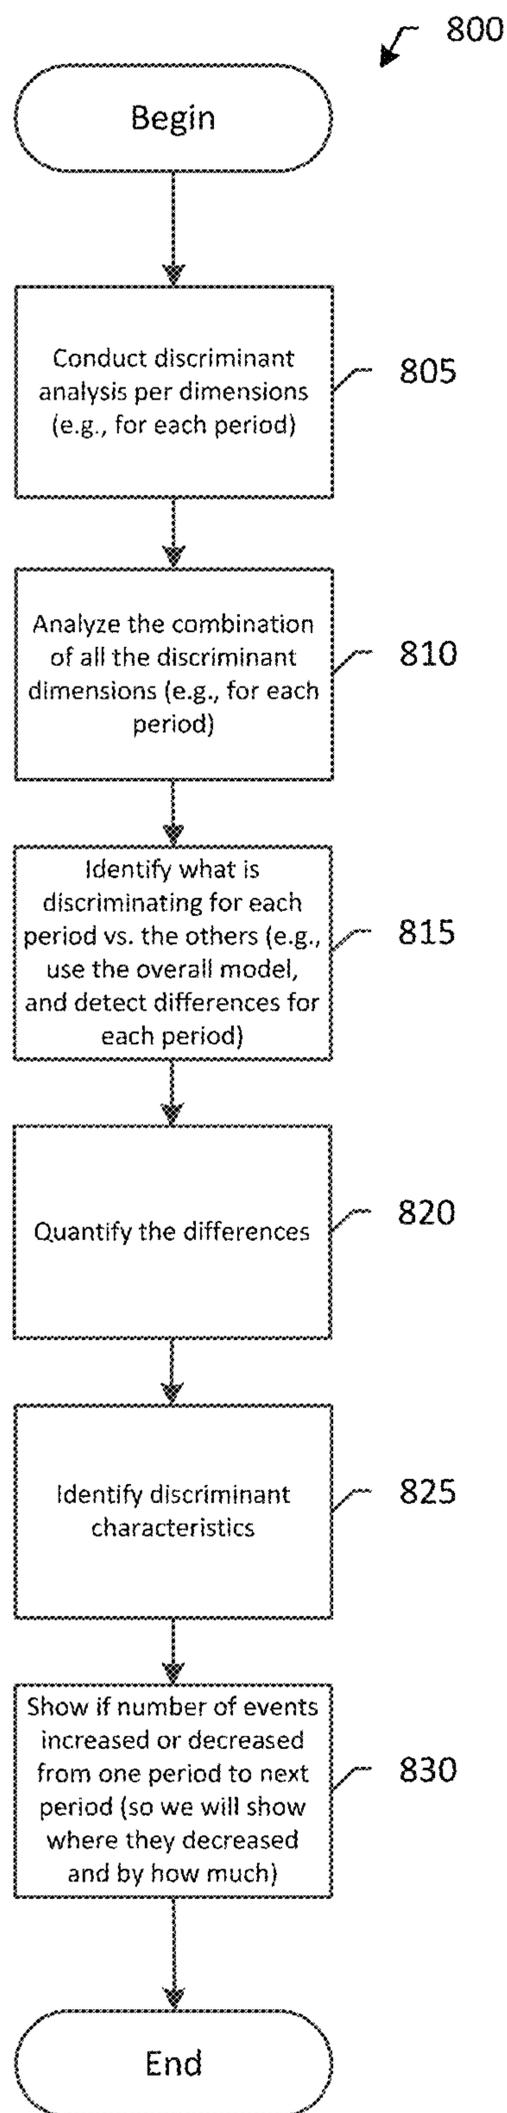 800
Begin
Conduct discriminant
analysis per dimensions
(e.g., for each period)
805
Analyze the combination
of all the discriminant
dimensions (e.g., for each
period)
810
Identify what is
discriminating for each
period vs. the others (e.g.,
use the overall model,
and detect differences for
each period)
815
Quantify the differences
820
Identify discriminant
characteristics
825
Show if number of events
increased or decreased
from one period to next
period (so we will show
where they decreased
and by how much)
830
End